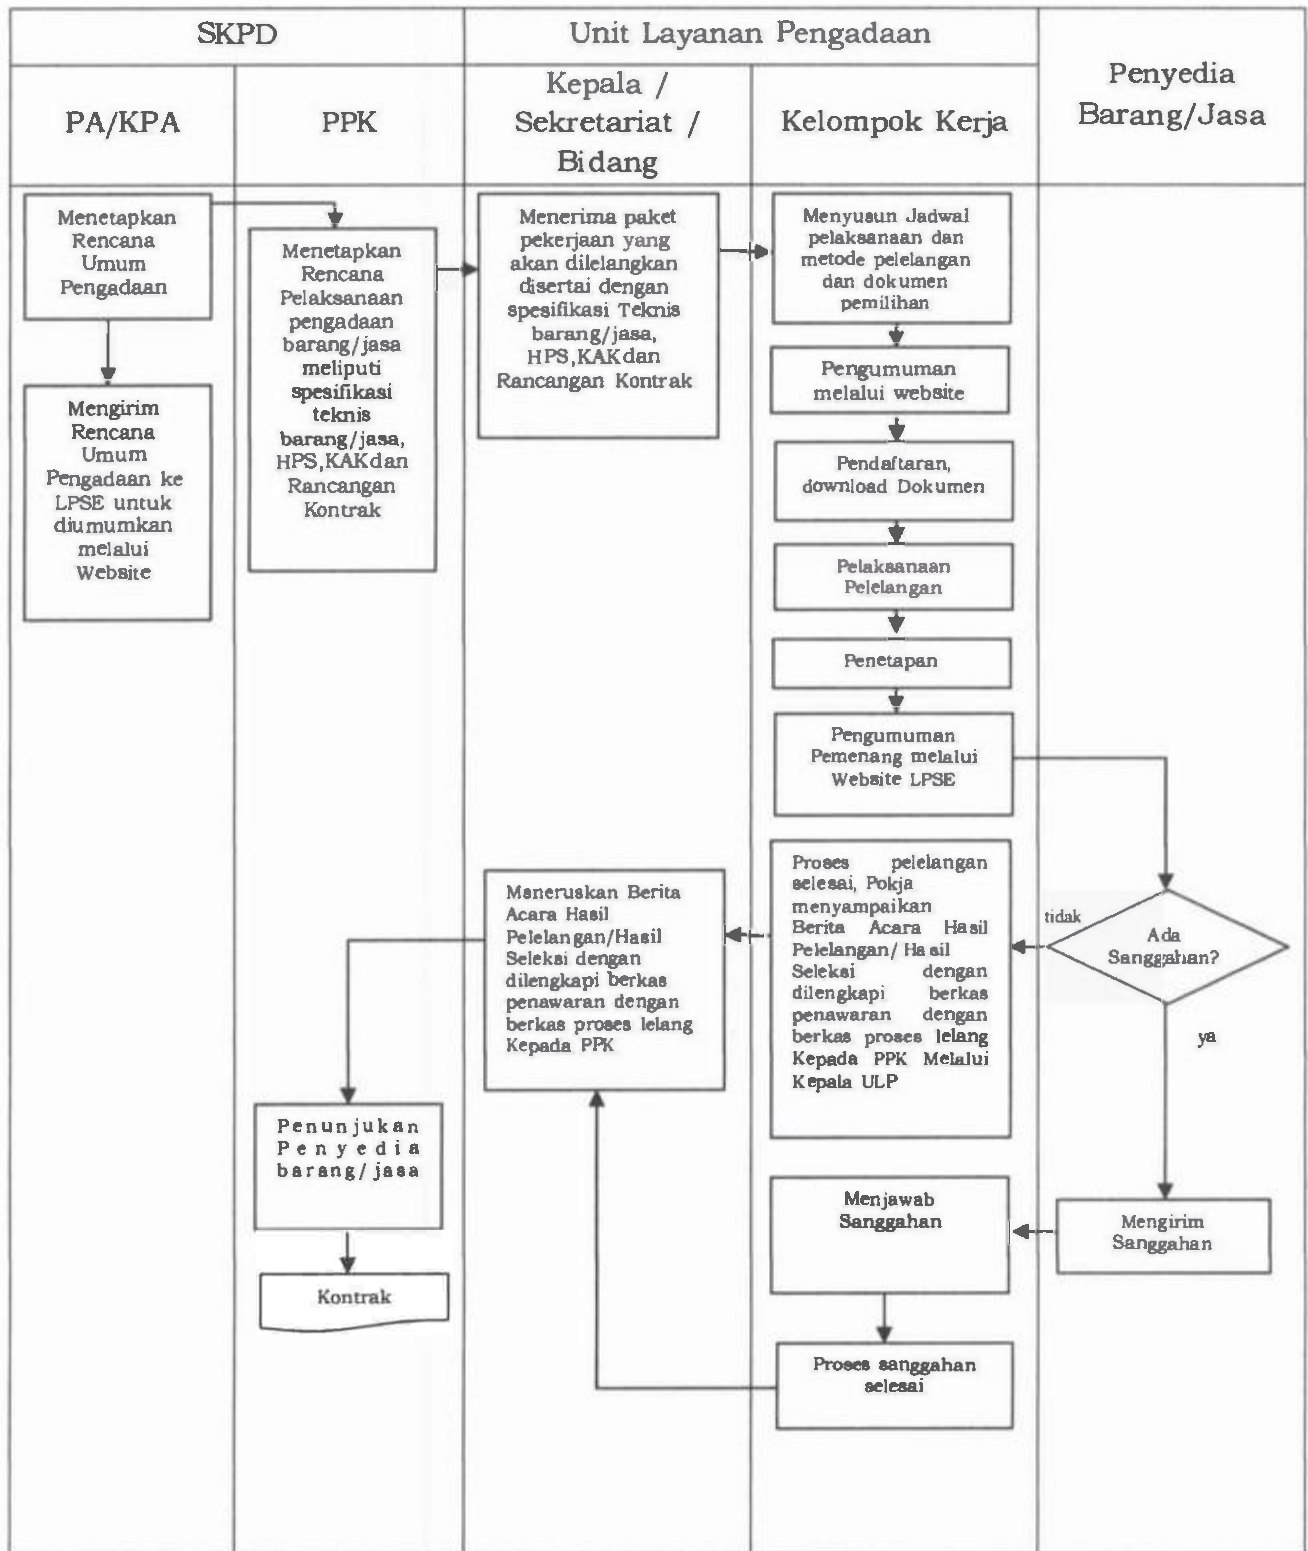 SKPD
Unit Layanan Pengadaan
Penyedia
Barang/Jasa
PA/KPA
PPK
Kepala /
Sekretariat /
Bidang
Kelompok Kerja
Menetapkan
Rencana
Umum
Pengadaan
Mengirim
Rencana
Umum
Pengadaan ke
LPSE untuk
diumumkan
melalui
Website
Menetapkan
Rencana
Pelaksanaan
pengadaan
barang/jasa
meliputi
spesifikasi
teknis
barang/jasa,
HPS,KAKdan
Rancangan
Kontrak
Menerima paket
pekerjaan yang
akan dilelangkan
disertai dengan
spesifikasi Teknis
barang/jasa,
HPS,KAKdan
Rancangan Kontrak
Menyusun Jadwal
pelaksanaan dan
metode pelelangan
dan dokumen
pemilihan
Pengumuman
melalui website
Pendaftaran,
download Dokumen
Pelaksanaan
Pelelangan
Penetapan
Pengumuman
Pemenang melalui
Website LPSE
Ada
Sanggahan?
tidak
ya
Proses pelelangan
selesai, Pokja
menyampaikan
Berita Acara Hasil
Pelelangan/ Hasil
Seleksi dengan
dilengkapi berkas
penawaran dengan
berkas proses lelang
Kepada PPK Melalui
Kepala ULP
Maneruskan Berita
Acara Hasil
Pelelangan/Hasil
Seleksi dengan
dilengkapi berkas
penawaran dengan
berkas proses lelang
Kepada PPK
Penunjukan
Penyedia
barang/jasa
Kontrak
Mengirim
Sanggahan
Menjawab
Sanggahan
Proses sanggahan
selesai